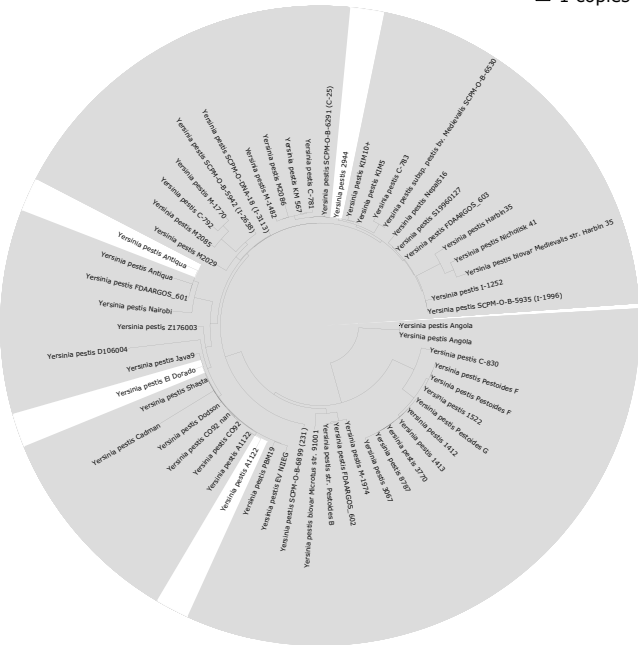 1 copies
Yersinia pestis 2944
Yersinia pestis KIM10+
Yersinia pestis KIM5
Yersinia pestis C-783
Yersinia pestis subsp. pestis bv. Medievalis SCPM-O-B-6530
Yersinia pestis Nepal516
Yersinia pestis S19960127
Yersinia pestis FDAARGOS_603
Yersinia pestis Harbin 35
Yersinia pestis Nicholisk 41
Yersinia pestis biovar Medievalis str. Harbin 35
Yersinia pestis I-1252
Yersinia pestis SCPM-O-B-5935 (I-1996)
Yersinia pestis Angola
Yersinia pestis Angola
Yersinia pestis C-830
Yersinia pestis Pestoides F
Yersinia pestis Pestoides F
Yersinia pestis 1522
Yersinia pestis Pestoides G
Yersinia pestis 1412
Yersinia pestis 1413
Yersinia pestis 3770
Yersinia pestis 8787
Yersinia pestis 3067
Yersinia pestis M-1974
Yersinia pestis FDAARGOS_602
Yersinia pestis str. Pestoides B
Yersinia pestis biovar Microtus str. 91001
Yersinia pestis SCPM-O-B-6899 (231)
Yersinia pestis EV NIIEG
Yersinia pestis PBM19
Yersinia pestis A1122
Yersinia pestis A1122
Yersinia pestis CO92
Yersinia pestis CO92 nan
Yersinia pestis Dodson
Yersinia pestis Cadman
Yersinia pestis Shasta
Yersinia pestis El Dorado
Yersinia pestis Java9
Yersinia pestis D106004
Yersinia pestis Z176003
Yersinia pestis Nairobi
Yersinia pestis FDAARGOS_601
Yersinia pestis Antiqua
Yersinia pestis Antiqua
Yersinia pestis M2029
Yersinia pestis M2085
Yersinia pestis C-792
Yersinia pestis M-1770
Yersinia pestis SCPM-O-B-5942 (I-2638)
Yersinia pestis SCPM-O-DNA-18 (I-3113)
Yersinia pestis M-1482
Yersinia pestis M2086
Yersinia pestis KM 567
Yersinia pestis C-781
Yersinia pestis SCPM-O-B-6291 (C-25)